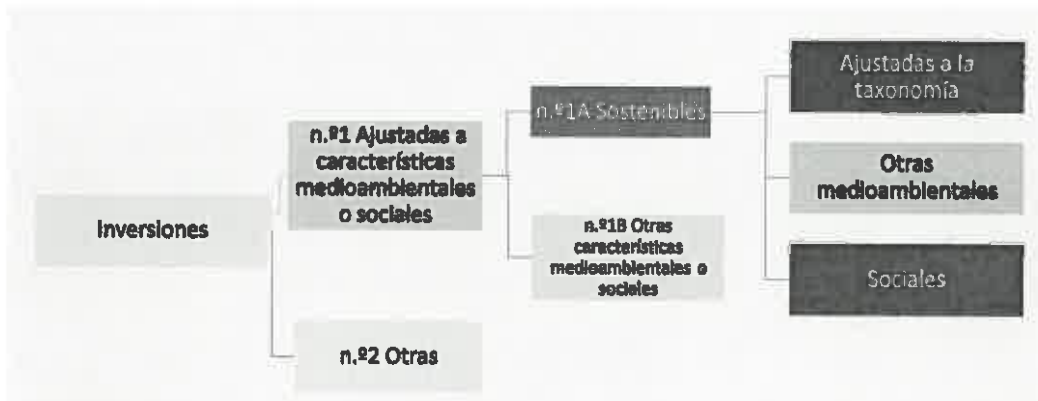 Inversiones
n.º1 Ajustadas a
características
medioambientales
o sociales
n.º2 Otras
n.º1A Sostenibles
n.º1B Otras
características
medioambientales o
sociales
Ajustadas a la
taxonomía
Otras
medioambientales
Sociales